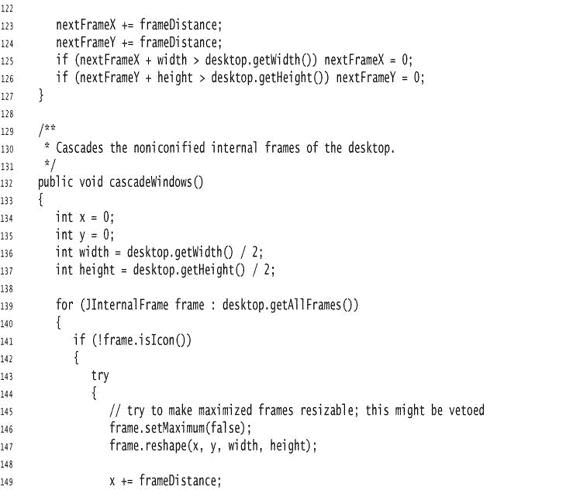 122
123 nextFrameX += frameDistance;
124 nextFrameY += frameDistance;
125 if (nextFrameX + width > desktop.getWidth()) nextFrameX = 0;
126 if (nextFrameY + height > desktop.getHeight()) nextFrameY = 0;
127 }
128
129 /**
130 * Cascades the noniconified internal frames of the desktop.
131 */
132 public void cascadeWindows()
133 {
134 int x = 0;
135 int y = 0;
136 int width = desktop.getWidth() / 2;
137 int height = desktop.getHeight() / 2;
138
139 for (JInternalFrame frame : desktop.getAllFrames())
140 {
141 if (!frame.isIcon())
142 {
143 try
144 {
145 // try to make maximized frames resizable; this might be vetoed
146 frame.setMaximum(false);
147 frame.reshape(x, y, width, height);
148
149 x += frameDistance;